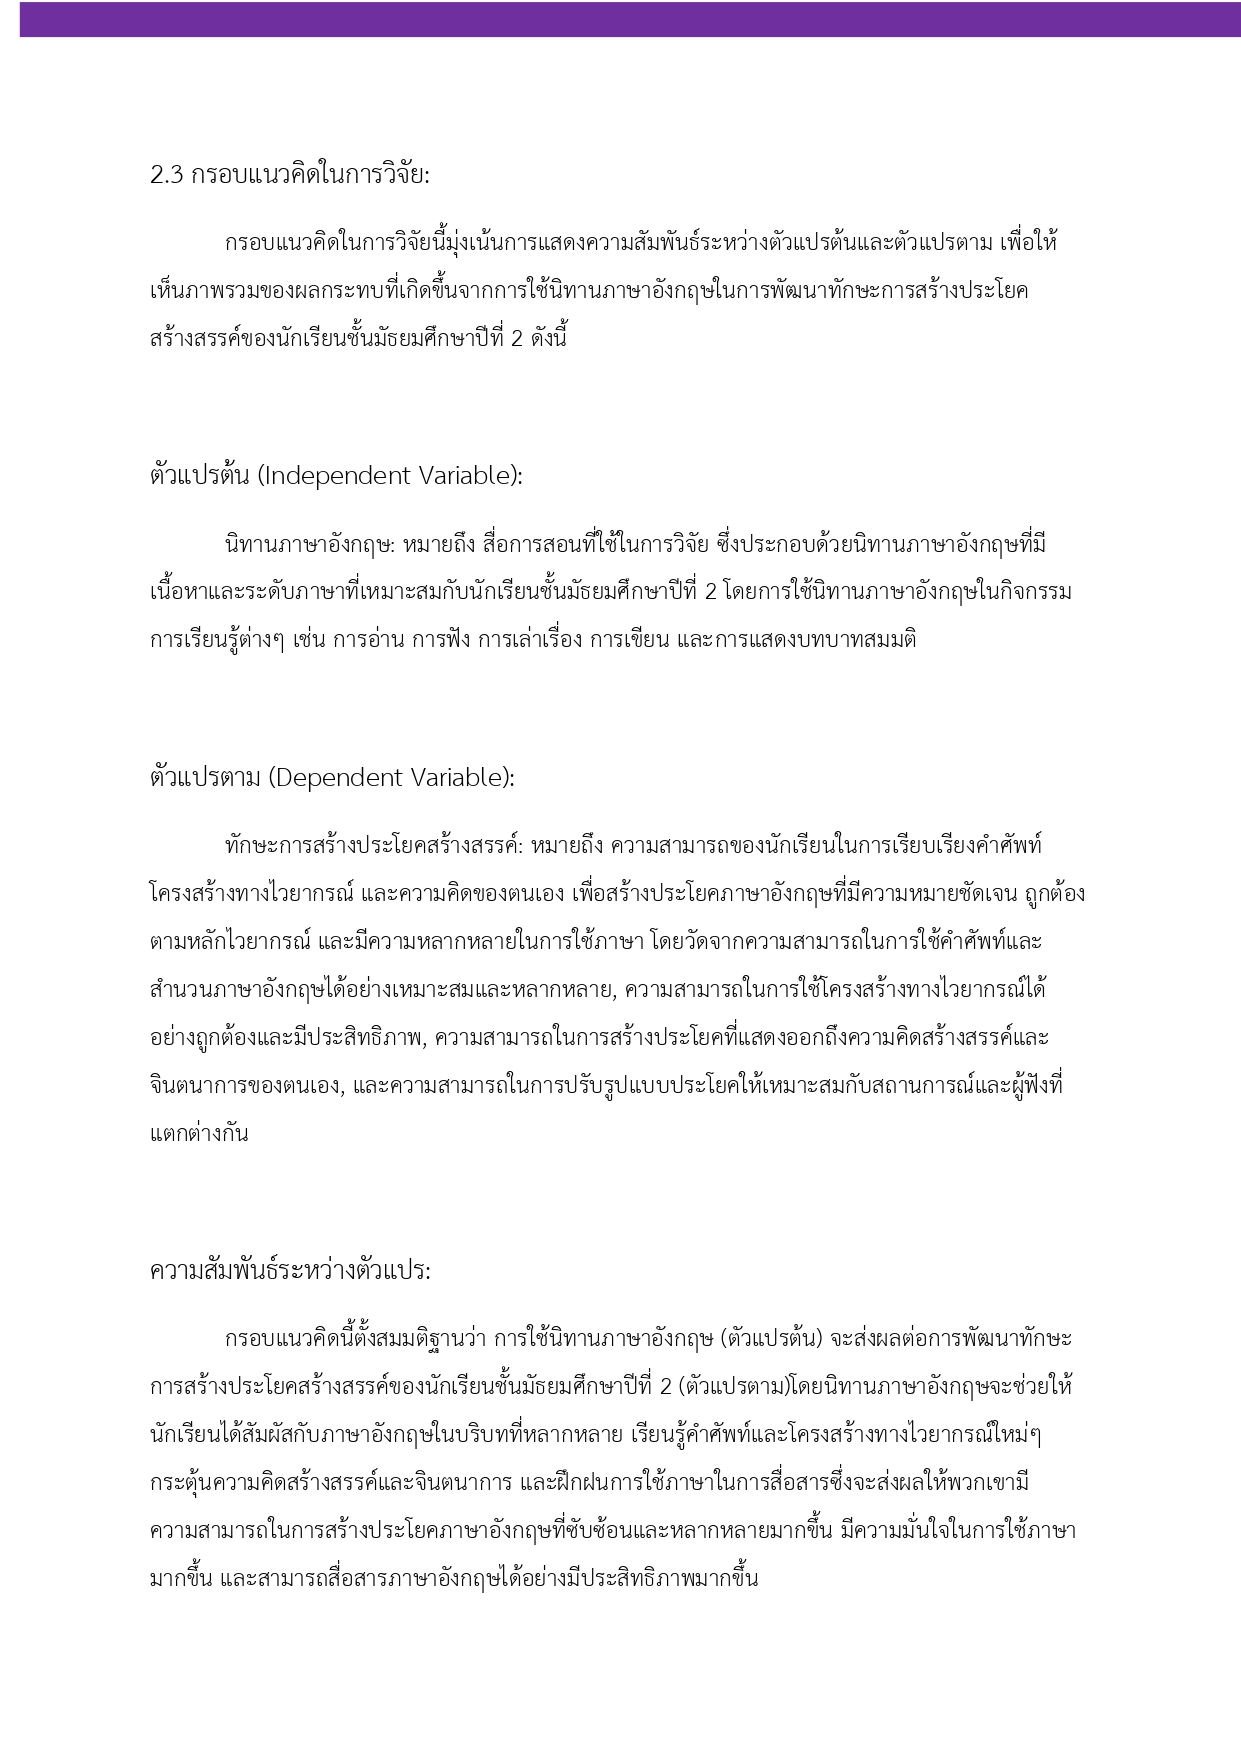 2.3 กรอบแนวคิดในการวิจัย:
กรอบแนวคิดในการวิจัยนี้มุ่งเน้นการแสดงความสัมพันธ์ระหว่างตัวแปรต้นและตัวแปรตาม เพื่อให้
เห็นภาพรวมของผลกระทบที่เกิดขึ้นจากการใช้นิทานภาษาอังกฤษในการพัฒนาทักษะการสร้างประโยค
สร้างสรรค์ของนักเรียนชั้นมัธยมศึกษาปีที่ 2 ดังนี้
ตัวแปรต้น (Independent Variable):
นิทานภาษาอังกฤษ: หมายถึง สื่อการสอนที่ใช้ในการวิจัย ซึ่งประกอบด้วยนิทานภาษาอังกฤษที่มี
เนื้อหาและระดับภาษาที่เหมาะสมกับนักเรียนชั้นมัธยมศึกษาปีที่ 2 โดยการใช้นิทานภาษาอังกฤษในกิจกรรม
การเรียนรู้ต่างๆ เช่น การอ่าน การฟัง การเล่าเรื่อง การเขียน และการแสดงบทบาทสมมติ
ตัวแปรตาม (Dependent Variable):
ทักษะการสร้างประโยคสร้างสรรค์: หมายถึง ความสามารถของนักเรียนในการเรียบเรียงคำศัพท์
โครงสร้างทางไวยากรณ์ และความคิดของตนเอง เพื่อสร้างประโยคภาษาอังกฤษที่มีความหมายชัดเจน ถูกต้อง
ตามหลักไวยากรณ์ และมีความหลากหลายในการใช้ภาษา โดยวัดจากความสามารถในการใช้คำศัพท์และ
สำนวนภาษาอังกฤษได้อย่างเหมาะสมและหลากหลาย, ความสามารถในการใช้โครงสร้างทางไวยากรณ์ได้
อย่างถูกต้องและมีประสิทธิภาพ, ความสามารถในการสร้างประโยคที่แสดงออกถึงความคิดสร้างสรรค์และ
จินตนาการของตนเอง, และความสามารถในการปรับรูปแบบประโยคให้เหมาะสมกับสถานการณ์และผู้ฟังที่
แตกต่างกัน
ความสัมพันธ์ระหว่างตัวแปร:
กรอบแนวคิดนี้ตั้งสมมติฐานว่า การใช้นิทานภาษาอังกฤษ (ตัวแปรต้น) จะส่งผลต่อการพัฒนาทักษะ
การสร้างประโยคสร้างสรรค์ของนักเรียนชั้นมัธยมศึกษาปีที่ 2 (ตัวแปรตาม)โดยนิทานภาษาอังกฤษจะช่วยให้
นักเรียนได้สัมผัสกับภาษาอังกฤษในบริบทที่หลากหลาย เรียนรู้คำศัพท์และโครงสร้างทางไวยากรณ์ใหม่ๆ
กระตุ้นความคิดสร้างสรรค์และจินตนาการ และฝึกฝนการใช้ภาษาในการสื่อสารซึ่งจะส่งผลให้พวกเขามี
ความสามารถในการสร้างประโยคภาษาอังกฤษที่ซับซ้อนและหลากหลายมากขึ้น มีความมั่นใจในการใช้ภาษา
มากขึ้น และสามารถสื่อสารภาษาอังกฤษได้อย่างมีประสิทธิภาพมากขึ้น